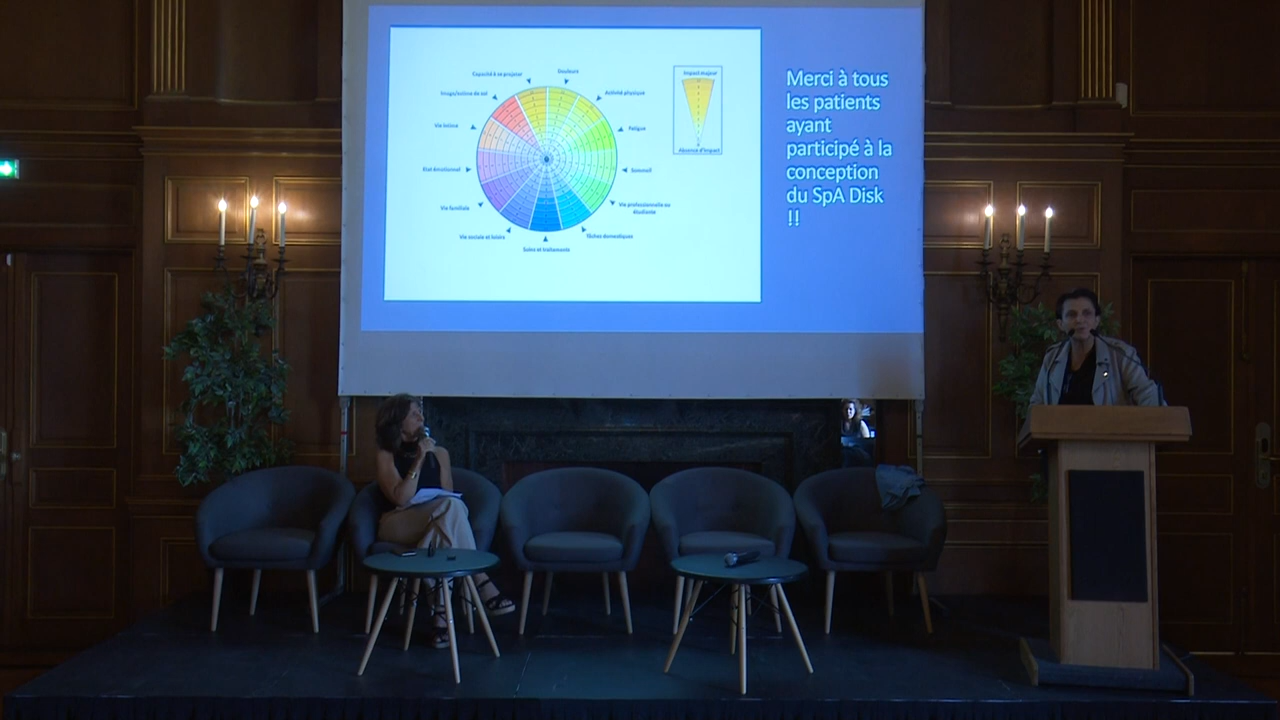 Capacité à se projeter
Douleurs
Impact majeur
Image/estime de soi
Activité physique
Vie intime
Fatigue
Absence d'impact
Etat émotionnel
Sommeil
Vie familiale
Vie professionnelle ou
étudiante
Vie sociale et loisirs
Tâches domestiques
Soins et traitements
Merci à tous
les patients
ayant
participé à la
conception
du SpA Disk
!!